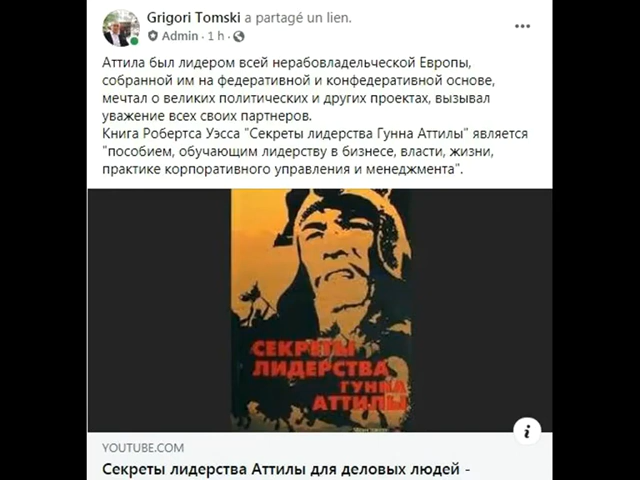 Grigori Tomski a partagé un lien.
Admin · 1 h ·
Аттила был лидером всей нерабовладельческой Европы,
собранной им на федеративной и конфедеративной основе,
мечтал о великих политических и других проектах, вызывал
уважение всех своих партнеров.
Книга Робертса Уэсса "Секреты лидерства Гунна Аттилы" является
"пособием, обучающим лидерству в бизнесе, власти, жизни,
практике корпоративного управления и менеджмента".
СЕКРЕТЫ
ЛИДЕРСТВА
ГУННА
АТТИЛЫ
YOUTUBE.COM
Секреты лидерства Аттилы для деловых людей -